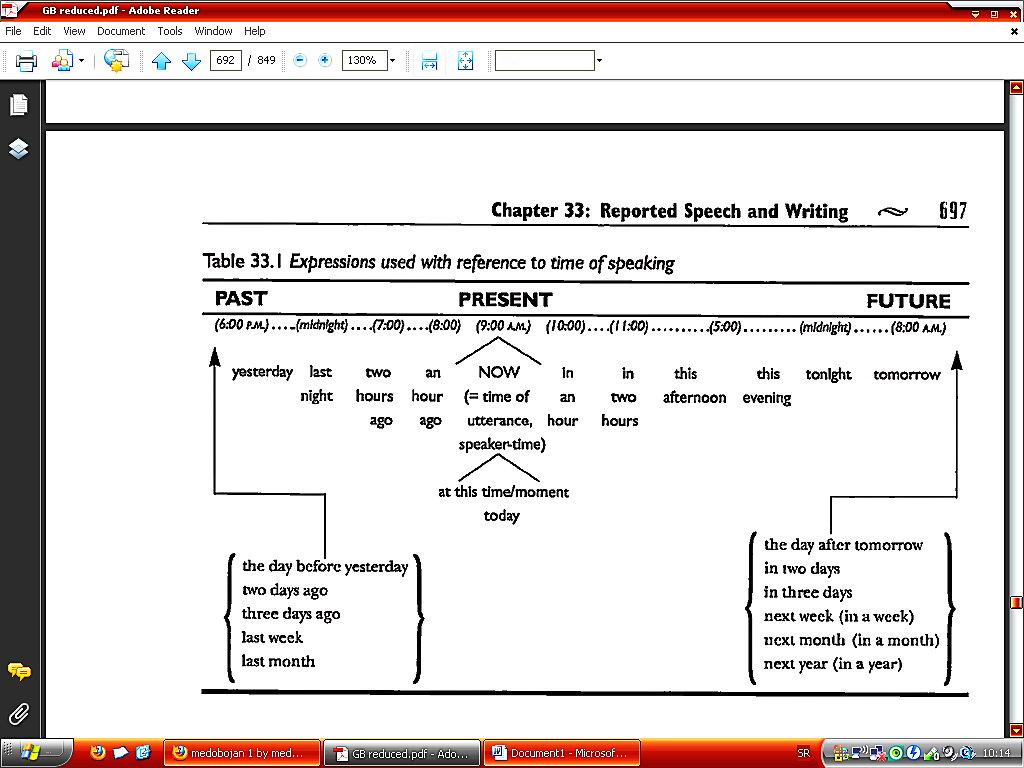 GB reduced.pdf - Adobe Reader
File Edit View Document Tools Window Help
692 / 849 130%
Chapter 33: Reported Speech and Writing 697
Table 33.1 Expressions used with reference to time of speaking
PAST PRESENT FUTURE
(6:00 P.M.)....(midnight)....(7:00)....(8:00) (9:00 A.M.) (10:00)....(11:00)..........(5:00).........(midnight)......(8:00 A.M.)
yesterday last two an NOW in in this this tonight tomorrow
night hours hour (= time of an two afternoon evening
ago ago utterance, hour hours
speaker-time)
at this time/moment
today
the day before yesterday
two days ago
three days ago
last week
last month
the day after tomorrow
in two days
in three days
next week (in a week)
next month (in a month)
next year (in a year)
medobojan 1 by med... GB reduced.pdf - Ado... Document1 - Microsof... SR 10:14